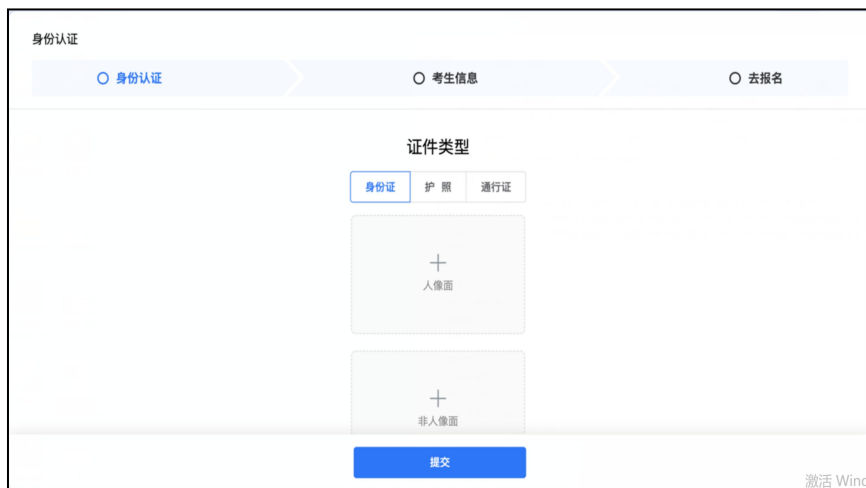 身份认证
身份认证 考生信息 去报名
证件类型
身份证 护 照 通行证
人像面
非人像面
提交
激活 Wind